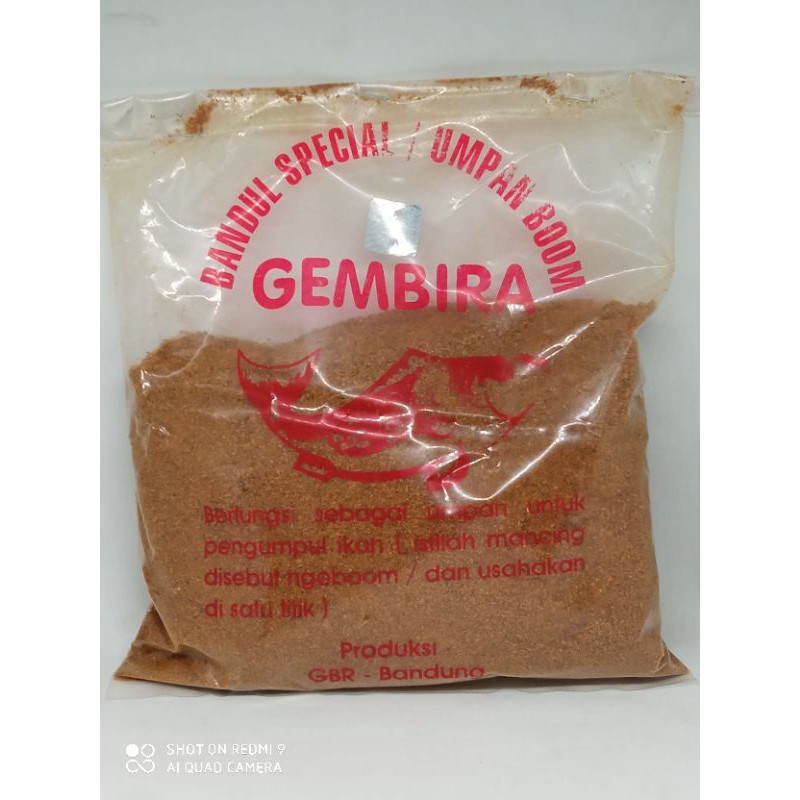 BANDUL SPECIAL / UMPAN BOOM
GEMBIRA
Berfungsi sebagai umpan untuk
pengumpul ikan ( istilah mancing
disebut ngeboom / dan usahakan
di satu titik )
Produksi
GBR - Bandung
SHOT ON REDMI 9
AI QUAD CAMERA